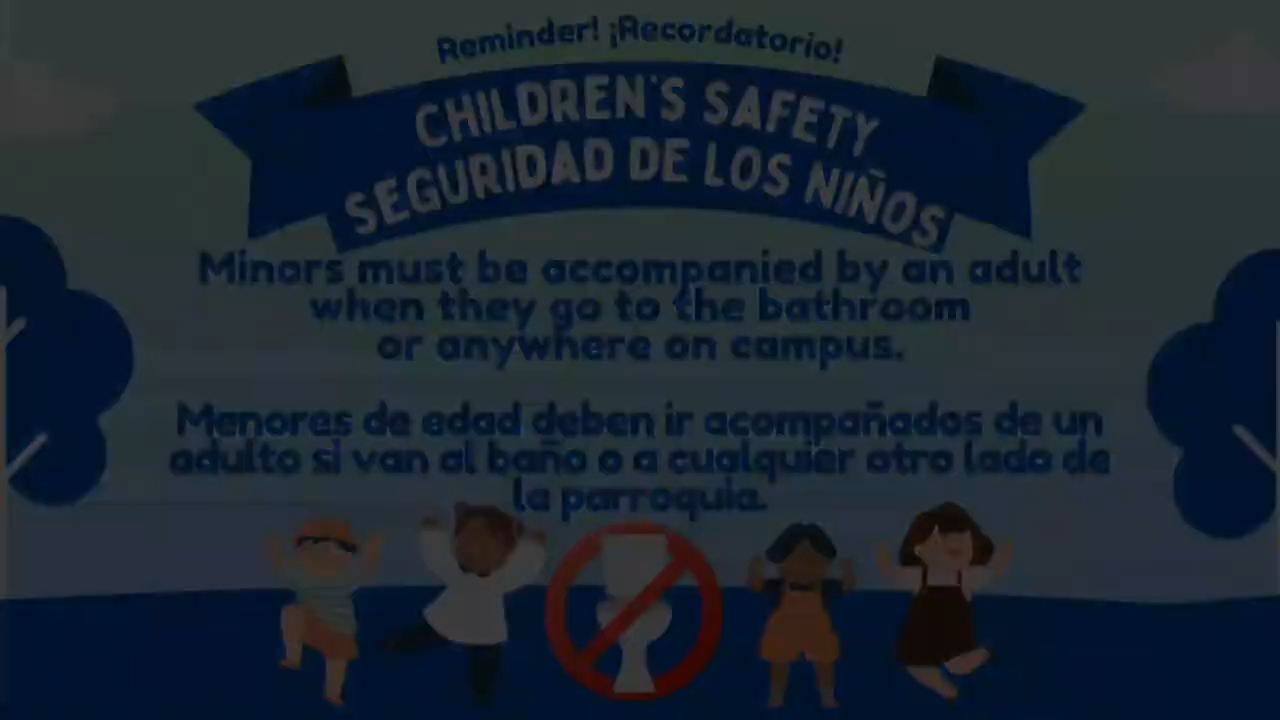 Reminder! ¡Recordatorio!
CHILDREN'S SAFETY
SEGURIDAD DE LOS NIÑOS
Minors must be accompanied by an adult
when they go to the bathroom
or anywhere on campus.
Menores de edad deben ir acompañados de un
adulto si van al baño o a cualquier otro lado de
la parroquia.